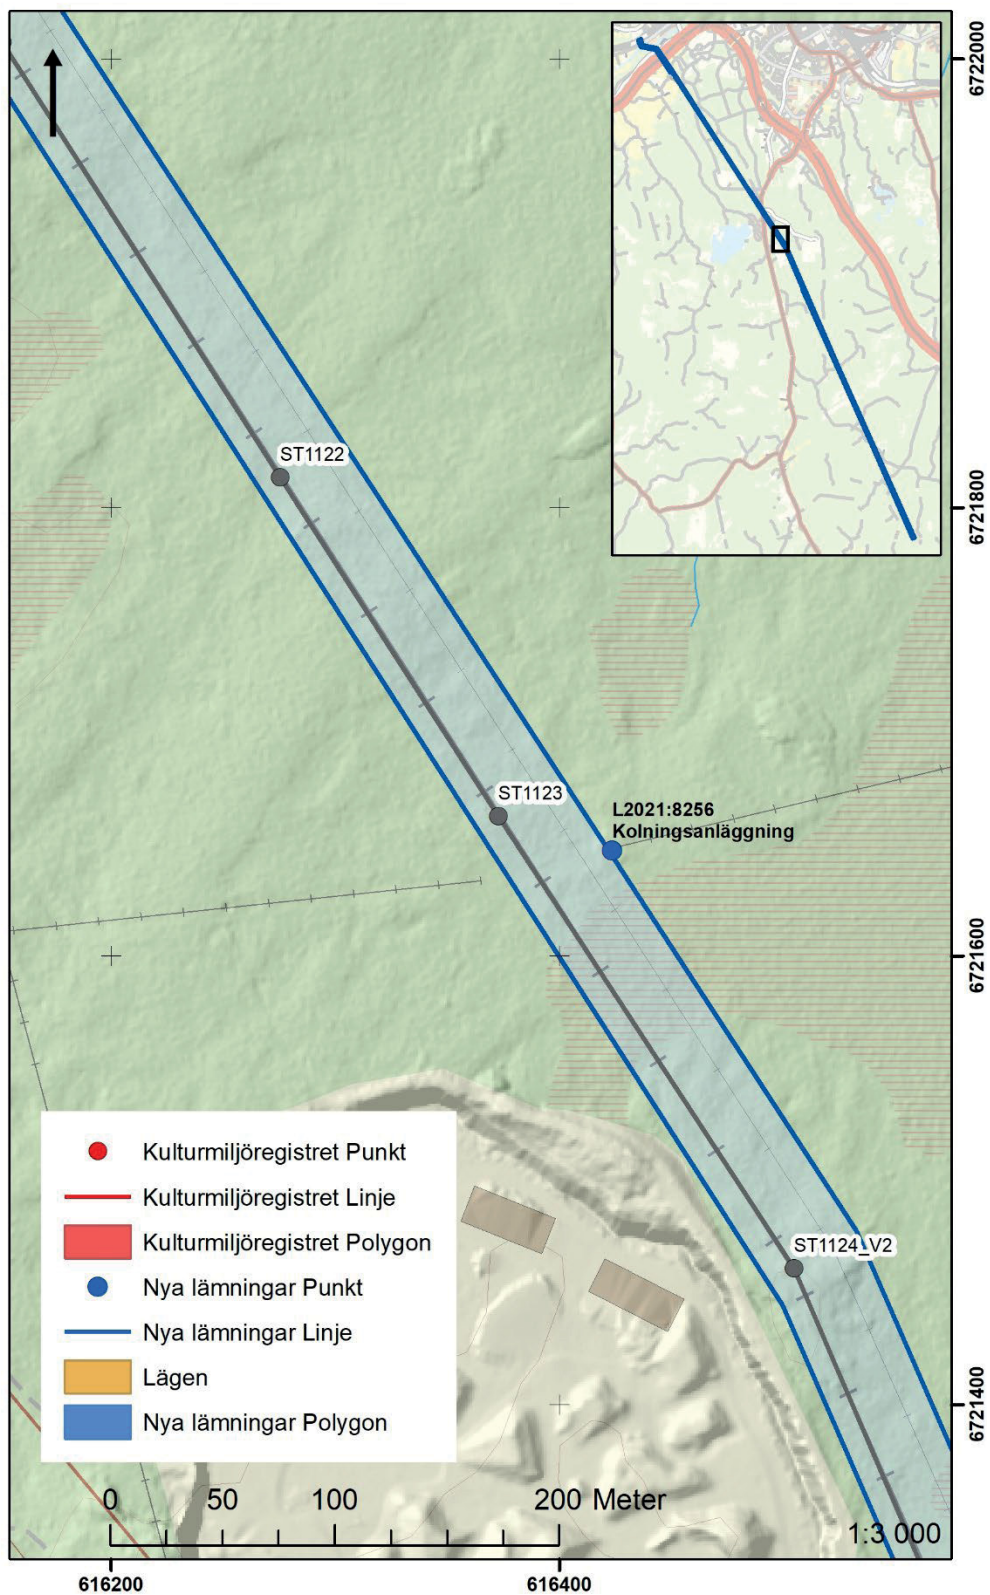 6722000
ST1122
6721800
ST1123
L2021:8256
Kolningsanläggning
6721600
ST1124_V2
Kulturmiljöregistret Punkt
Kulturmiljöregistret Linje
Kulturmiljöregistret Polygon
Nya lämningar Punkt
Nya lämningar Linje
Lägen
Nya lämningar Polygon
6721400
0 50 100 200 Meter
1:3 000
616200 616400